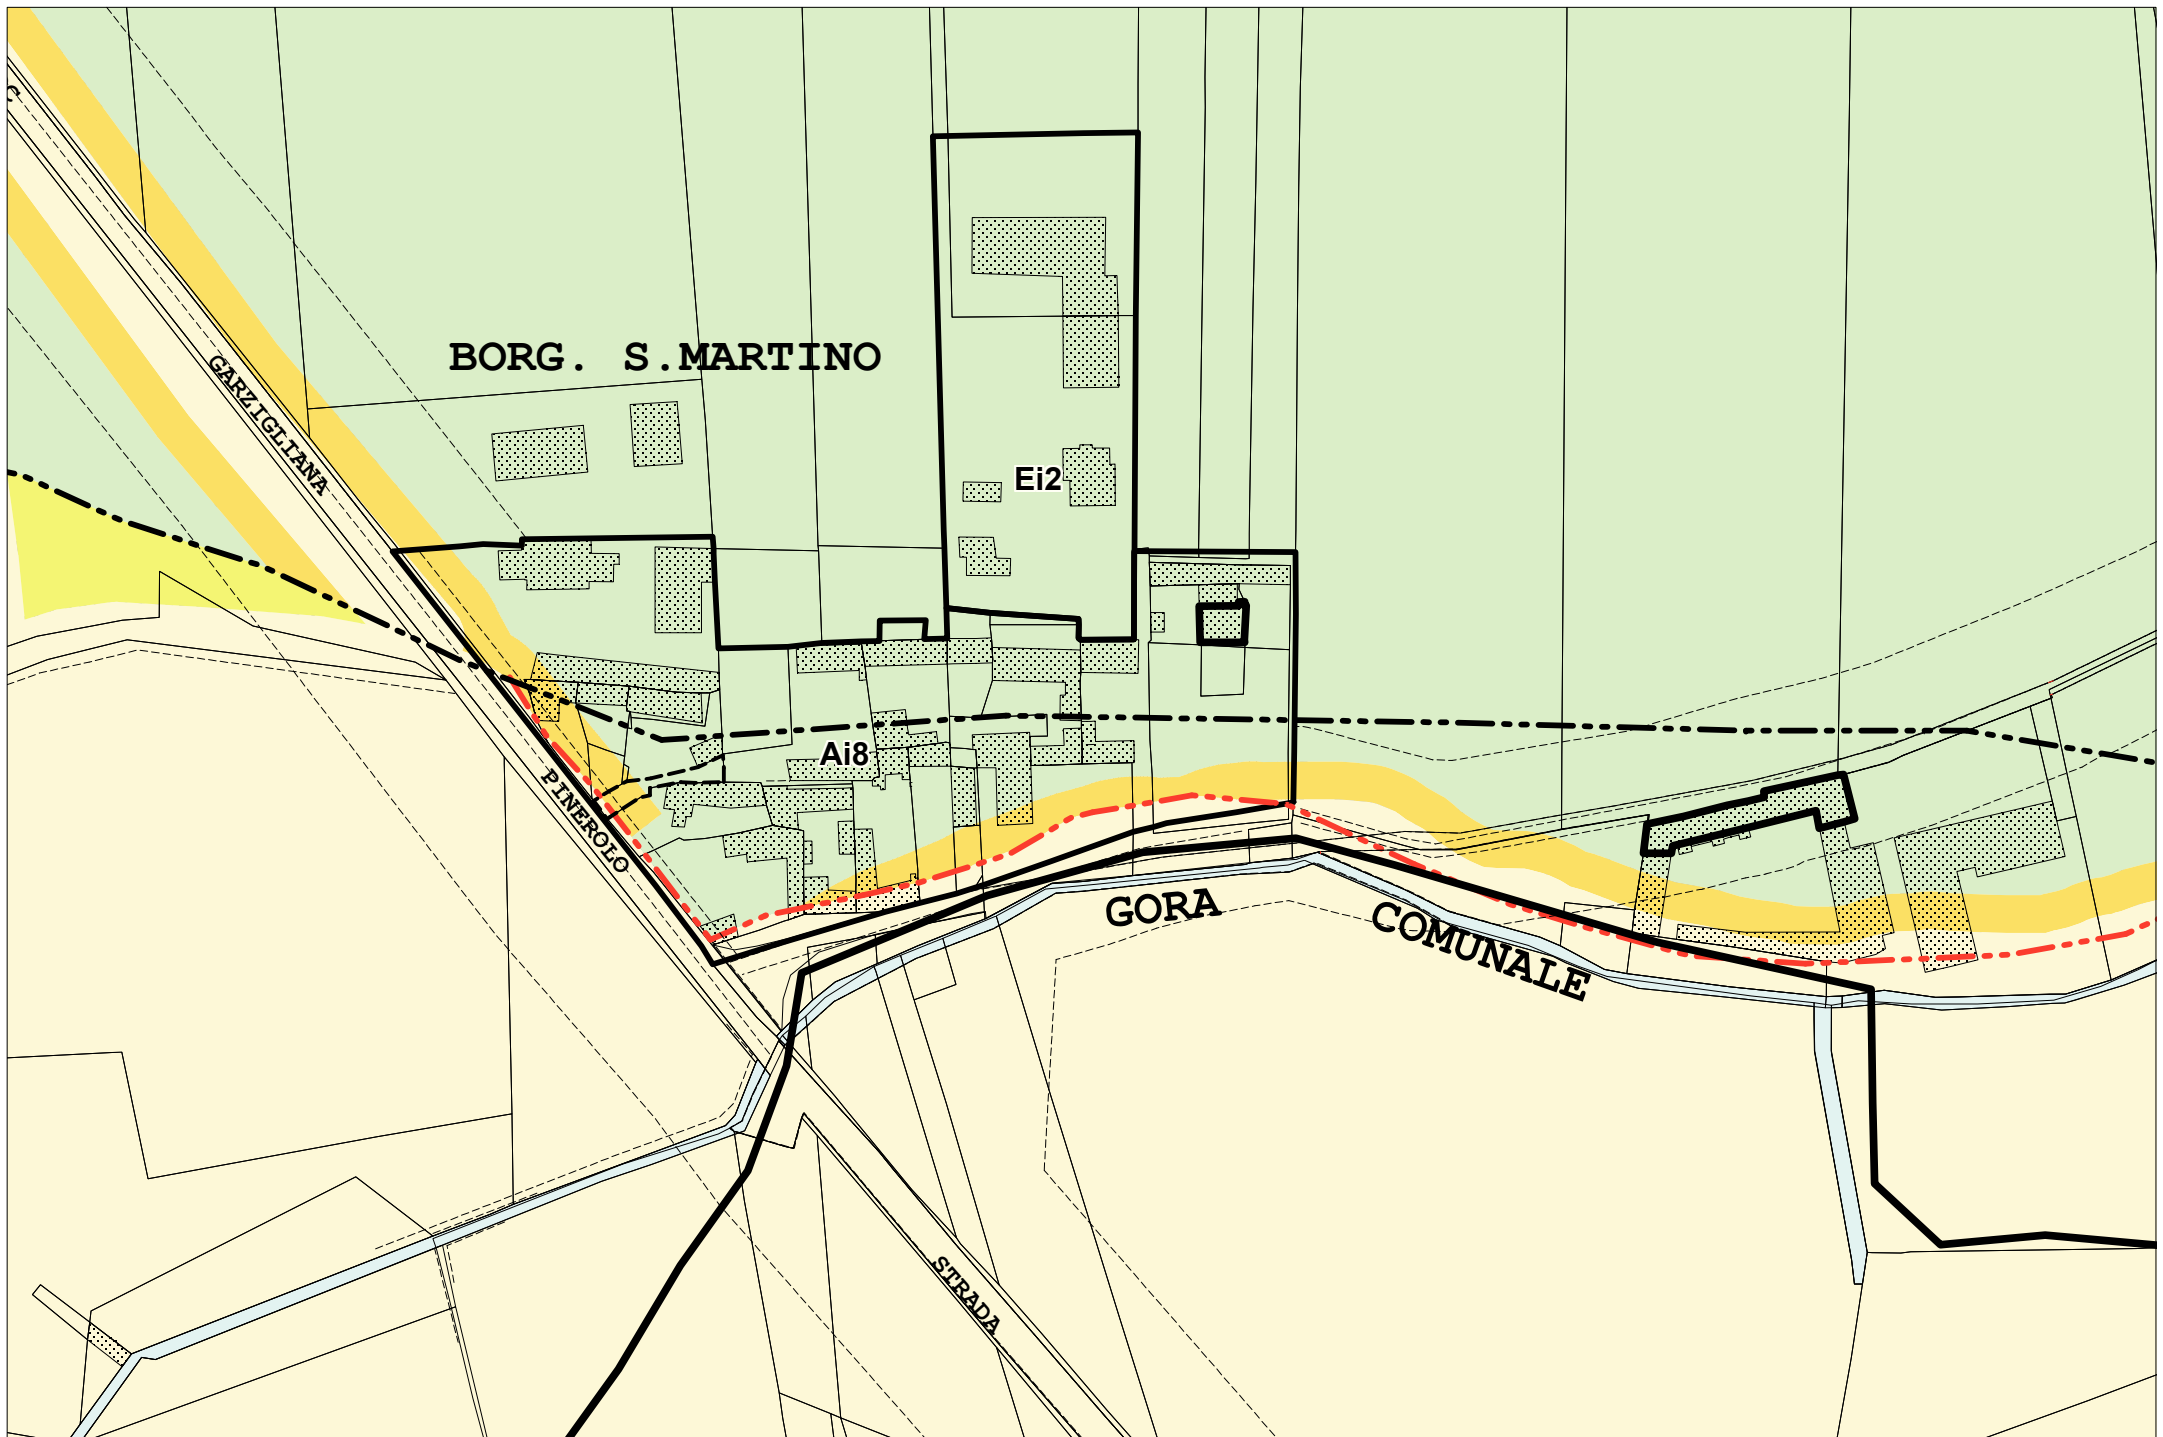 C
GARZIGLIANA
BORG. S.MARTINO
Ei2
Ai8
PINEROLO
GORA
COMUNALE
STRADA